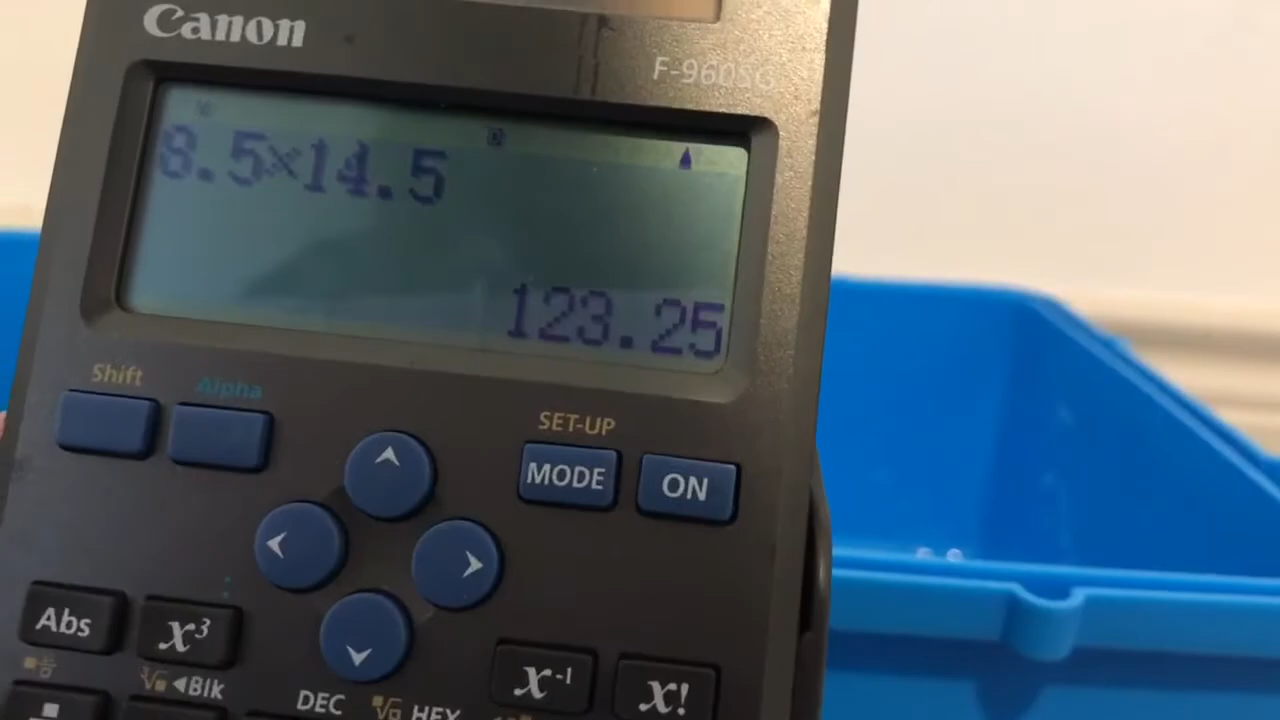 Canon
F-960SG
8.5×14.5
123.25
Shift
Alpha
SET-UP
MODE
ON
Abs
x³
x⁻¹
x!
◀Blk
DEC
HEX